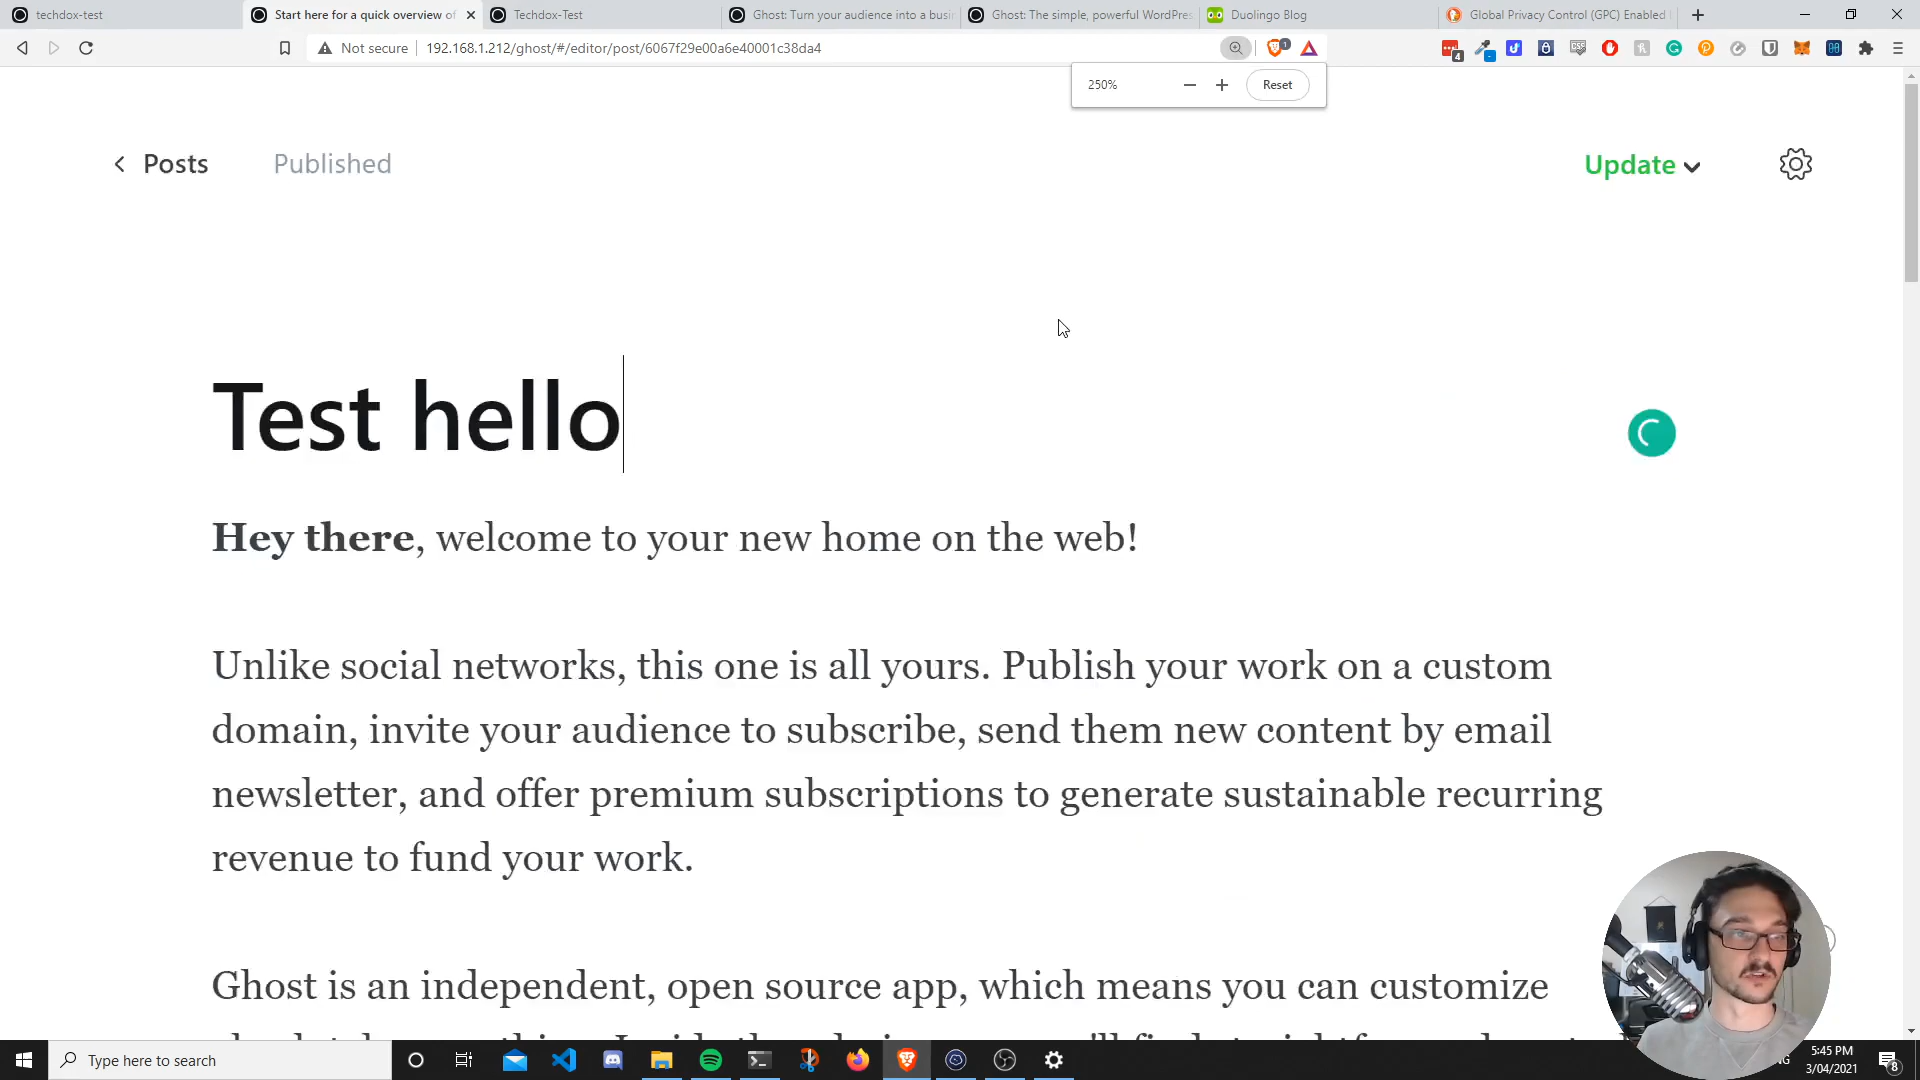 techdox-test
Start here for a quick overview of
Techdox-Test
Ghost: Turn your audience into a busi
Ghost: The simple, powerful WordPres
Duolingo Blog
Global Privacy Control (GPC) Enabled
Not secure
192.168.1.212/ghost/#/editor/post/6067f29e00a6e40001c38da4
1
4
250%
Reset
Posts
Published
Update
Test hello
Hey there, welcome to your new home on the web!
Unlike social networks, this one is all yours. Publish your work on a custom
domain, invite your audience to subscribe, send them new content by email
newsletter, and offer premium subscriptions to generate sustainable recurring
revenue to fund your work.
Ghost is an independent, open source app, which means you can customize
Type here to search
5:45 PM
3/04/2021
8